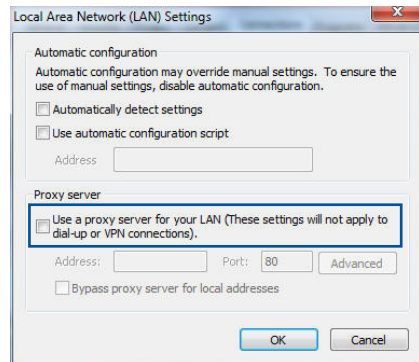 Local Area Network (LAN) Settings
Automatic configuration
Automatic configuration may override manual settings. To ensure the
use of manual settings, disable automatic configuration.
Automatically detect settings
Use automatic configuration script
Address
Proxy server
Use a proxy server for your LAN (These settings will not apply to
dial-up or VPN connections).
Address:
Port: 80 Advanced
Bypass proxy server for local addresses
OK Cancel